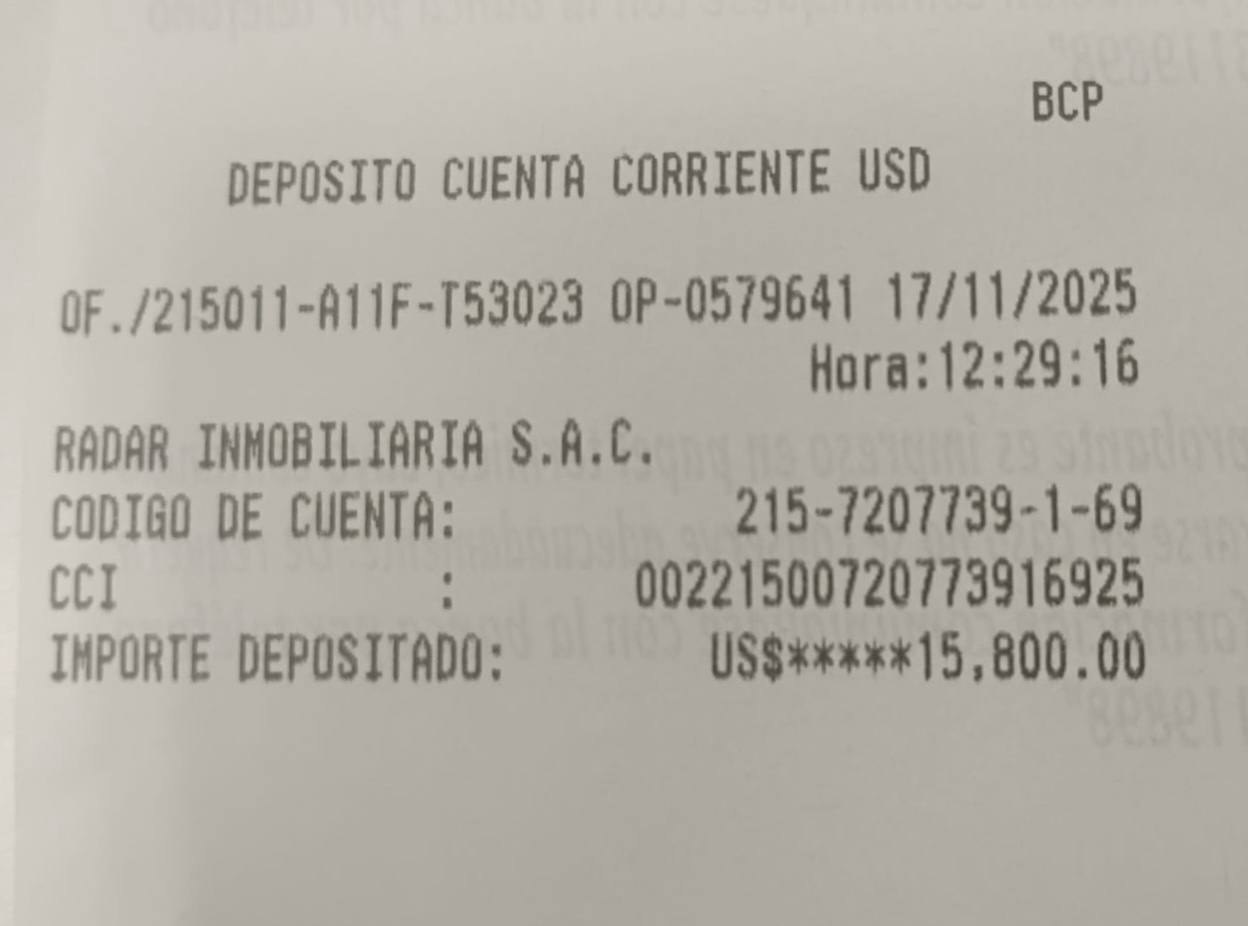 BCP
DEPOSITO CUENTA CORRIENTE USD
OF./215011-A11F-T53023 OP-0579641 17/11/2025
Hora:12:29:16
RADAR INMOBILIARIA S.A.C.
CODIGO DE CUENTA: 215-7207739-1-69
CCI : 00221500720773916925
IMPORTE DEPOSITADO: US$*****15,800.00